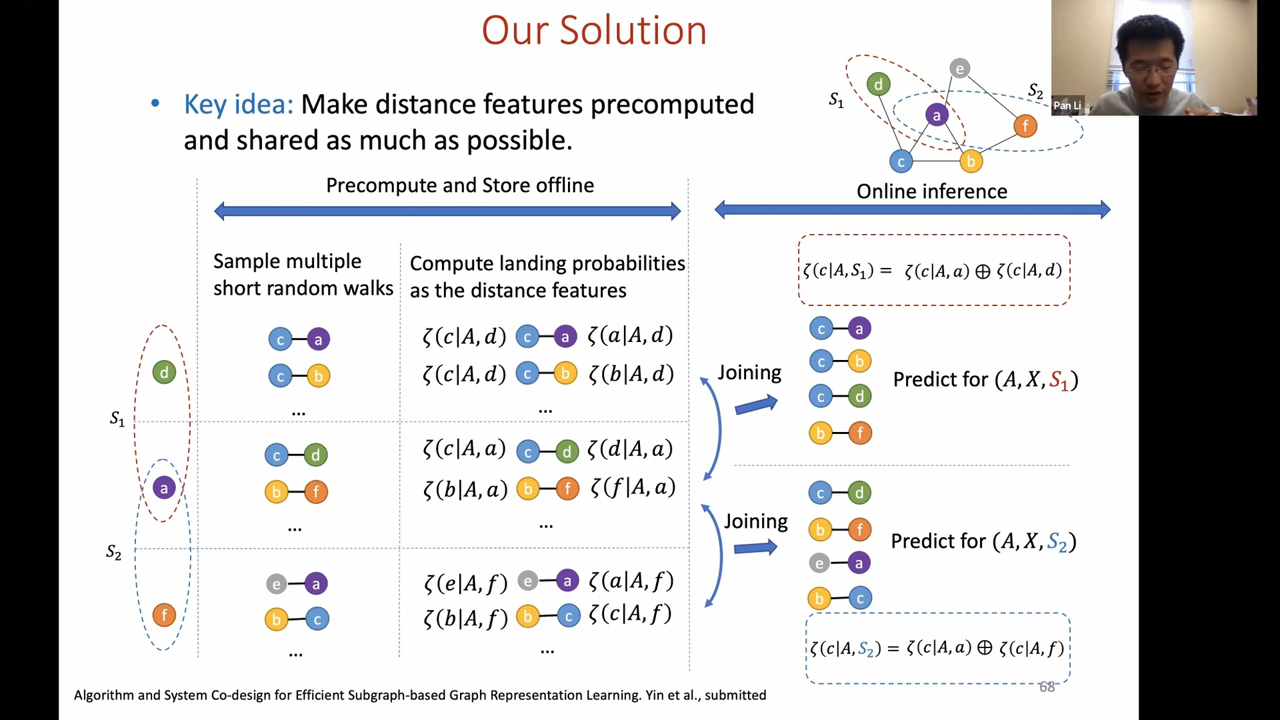 Our Solution
• Key idea: Make distance features precomputed
and shared as much as possible.
S₁
S₂
d
e
a
f
c
b
Pan Li
Precompute and Store offline
Online inference
Sample multiple
short random walks
Compute landing probabilities
as the distance features
S₁
d
a
S₂
f
c a
c b
...
c d
b f
...
e a
b c
...
ζ(c|A, d) c a ζ(a|A, d)
ζ(c|A, d) c b ζ(b|A, d)
...
ζ(c|A, a) c d ζ(d|A, a)
ζ(b|A, a) b f ζ(f|A, a)
...
ζ(e|A, f) e a ζ(a|A, f)
ζ(b|A, f) b c ζ(c|A, f)
...
Joining
Joining
ζ(c|A, S₁) = ζ(c|A, a) ⊕ ζ(c|A, d)
c a
c b
c d
b f
Predict for (A, X, S₁)
c d
b f
e a
b c
Predict for (A, X, S₂)
ζ(c|A, S₂) = ζ(c|A, a) ⊕ ζ(c|A, f)
68
Algorithm and System Co-design for Efficient Subgraph-based Graph Representation Learning. Yin et al., submitted